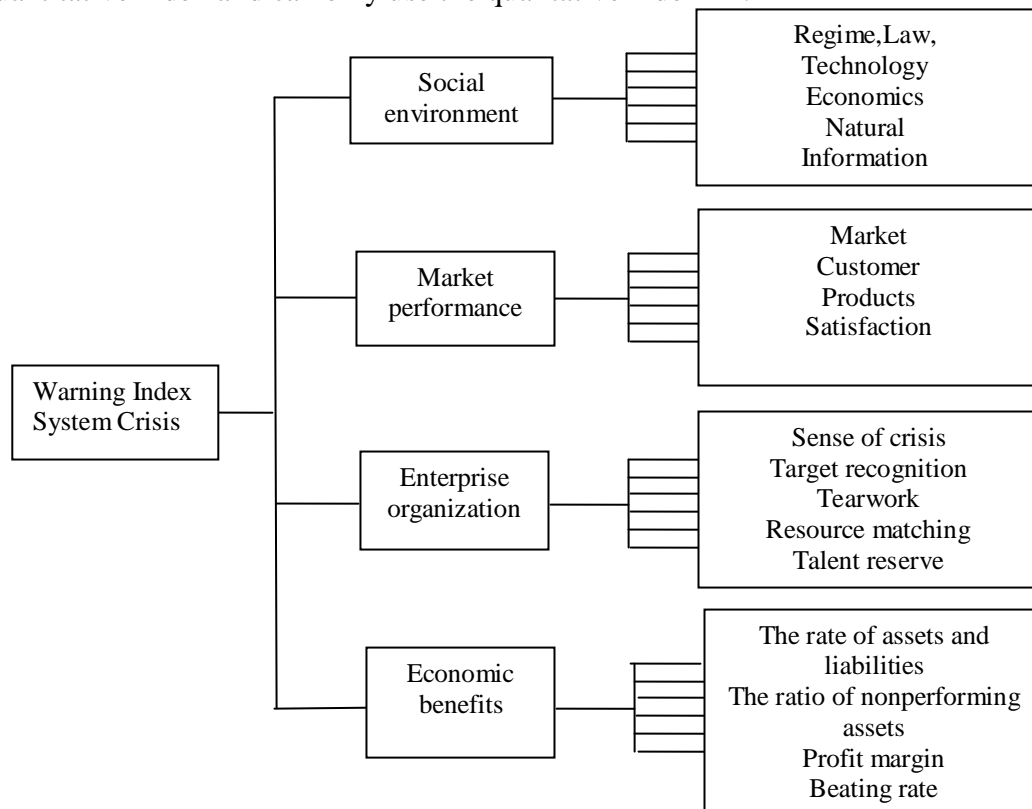 Social
environment
Regime,Law,
Technology
Economics
Natural
Information
Market
performance
Market
Customer
Products
Satisfaction
Warning Index
System Crisis
Enterprise
organization
Sense of crisis
Target recognition
Tearwork
Resource matching
Talent reserve
Economic
benefits
The rate of assets and
liabilities
The ratio of nonperforming
assets
Profit margin
Beating rate